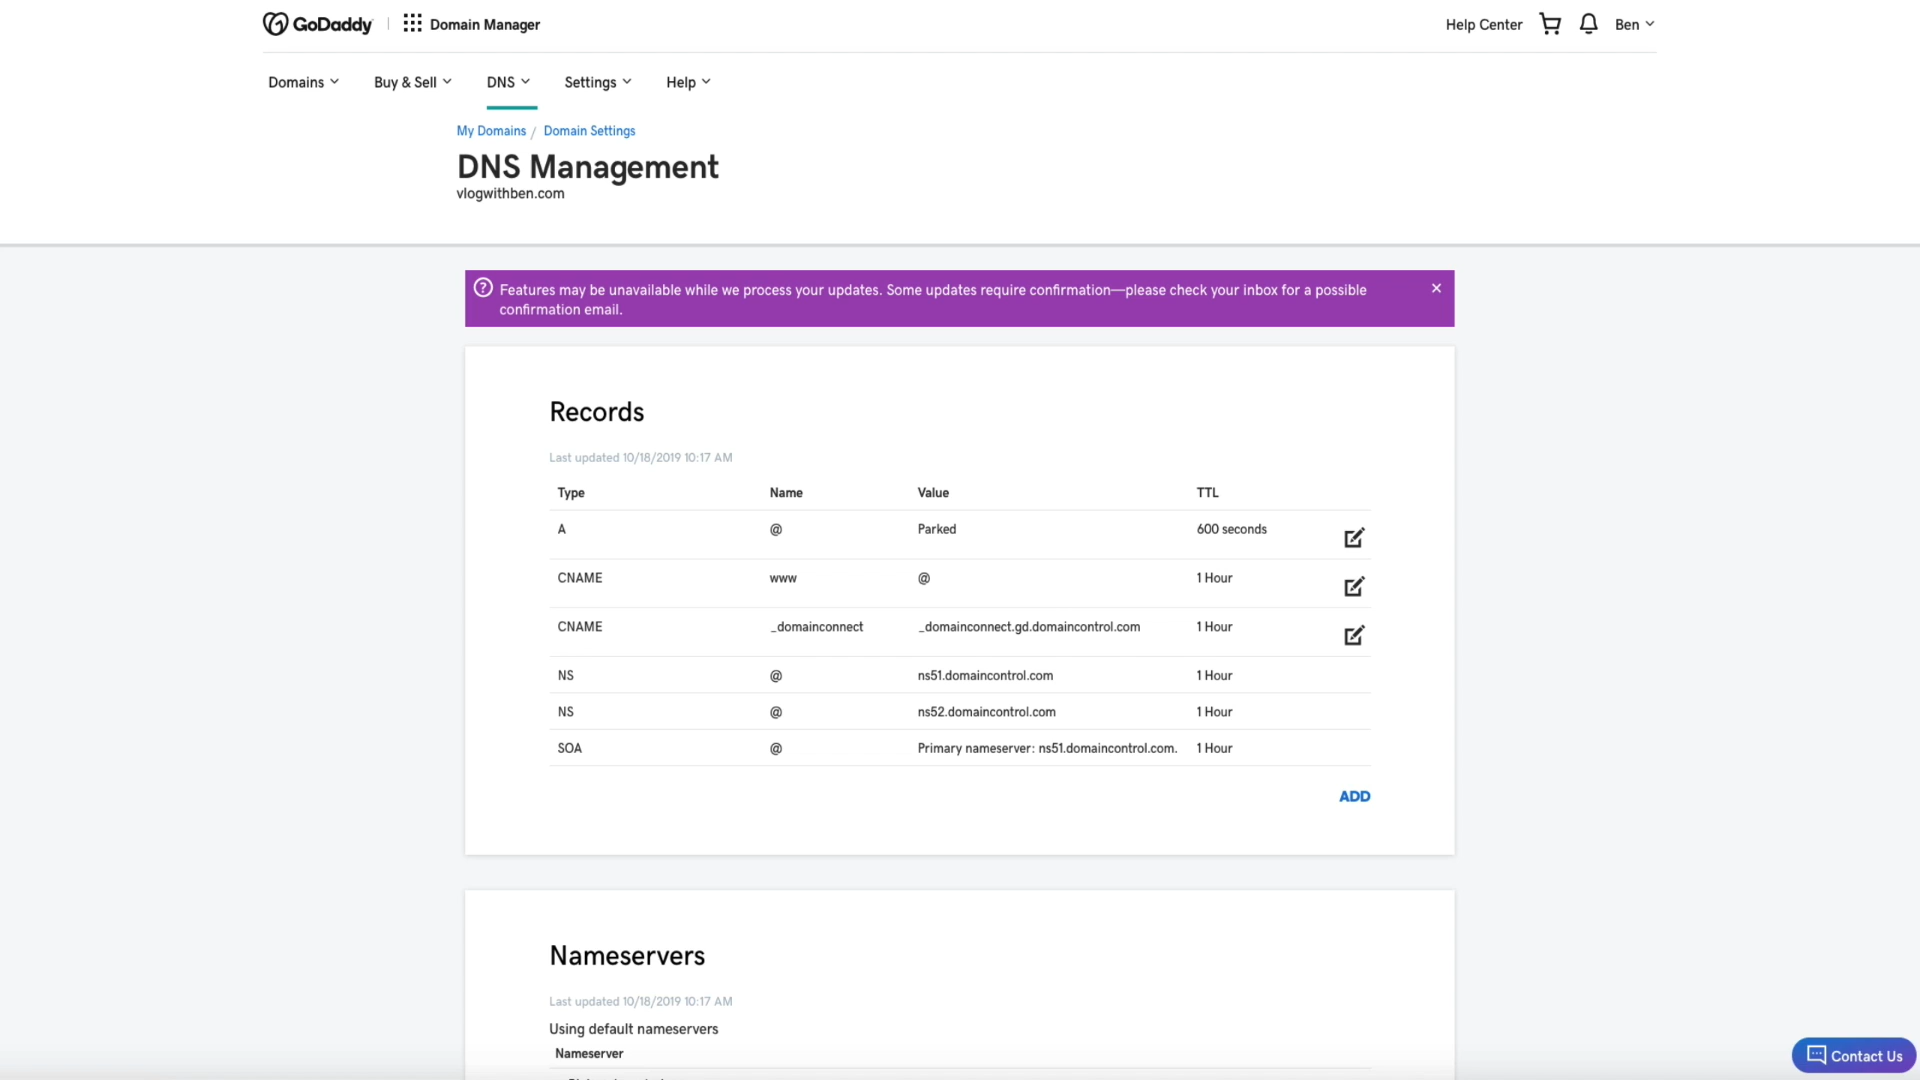 GoDaddy Domain Manager Help Center Ben
Domains Buy & Sell DNS Settings Help
My Domains / Domain Settings
DNS Management
vlogwithben.com
Features may be unavailable while we process your updates. Some updates require confirmation—please check your inbox for a possible
confirmation email.
Records
Last updated 10/18/2019 10:17 AM
Type Name Value TTL
A @ Parked 600 seconds
CNAME www @ 1 Hour
CNAME _domainconnect _domainconnect.gd.domaincontrol.com 1 Hour
NS @ ns51.domaincontrol.com 1 Hour
NS @ ns52.domaincontrol.com 1 Hour
SOA @ Primary nameserver: ns51.domaincontrol.com. 1 Hour
ADD
Nameservers
Last updated 10/18/2019 10:17 AM
Using default nameservers
Nameserver
Contact Us